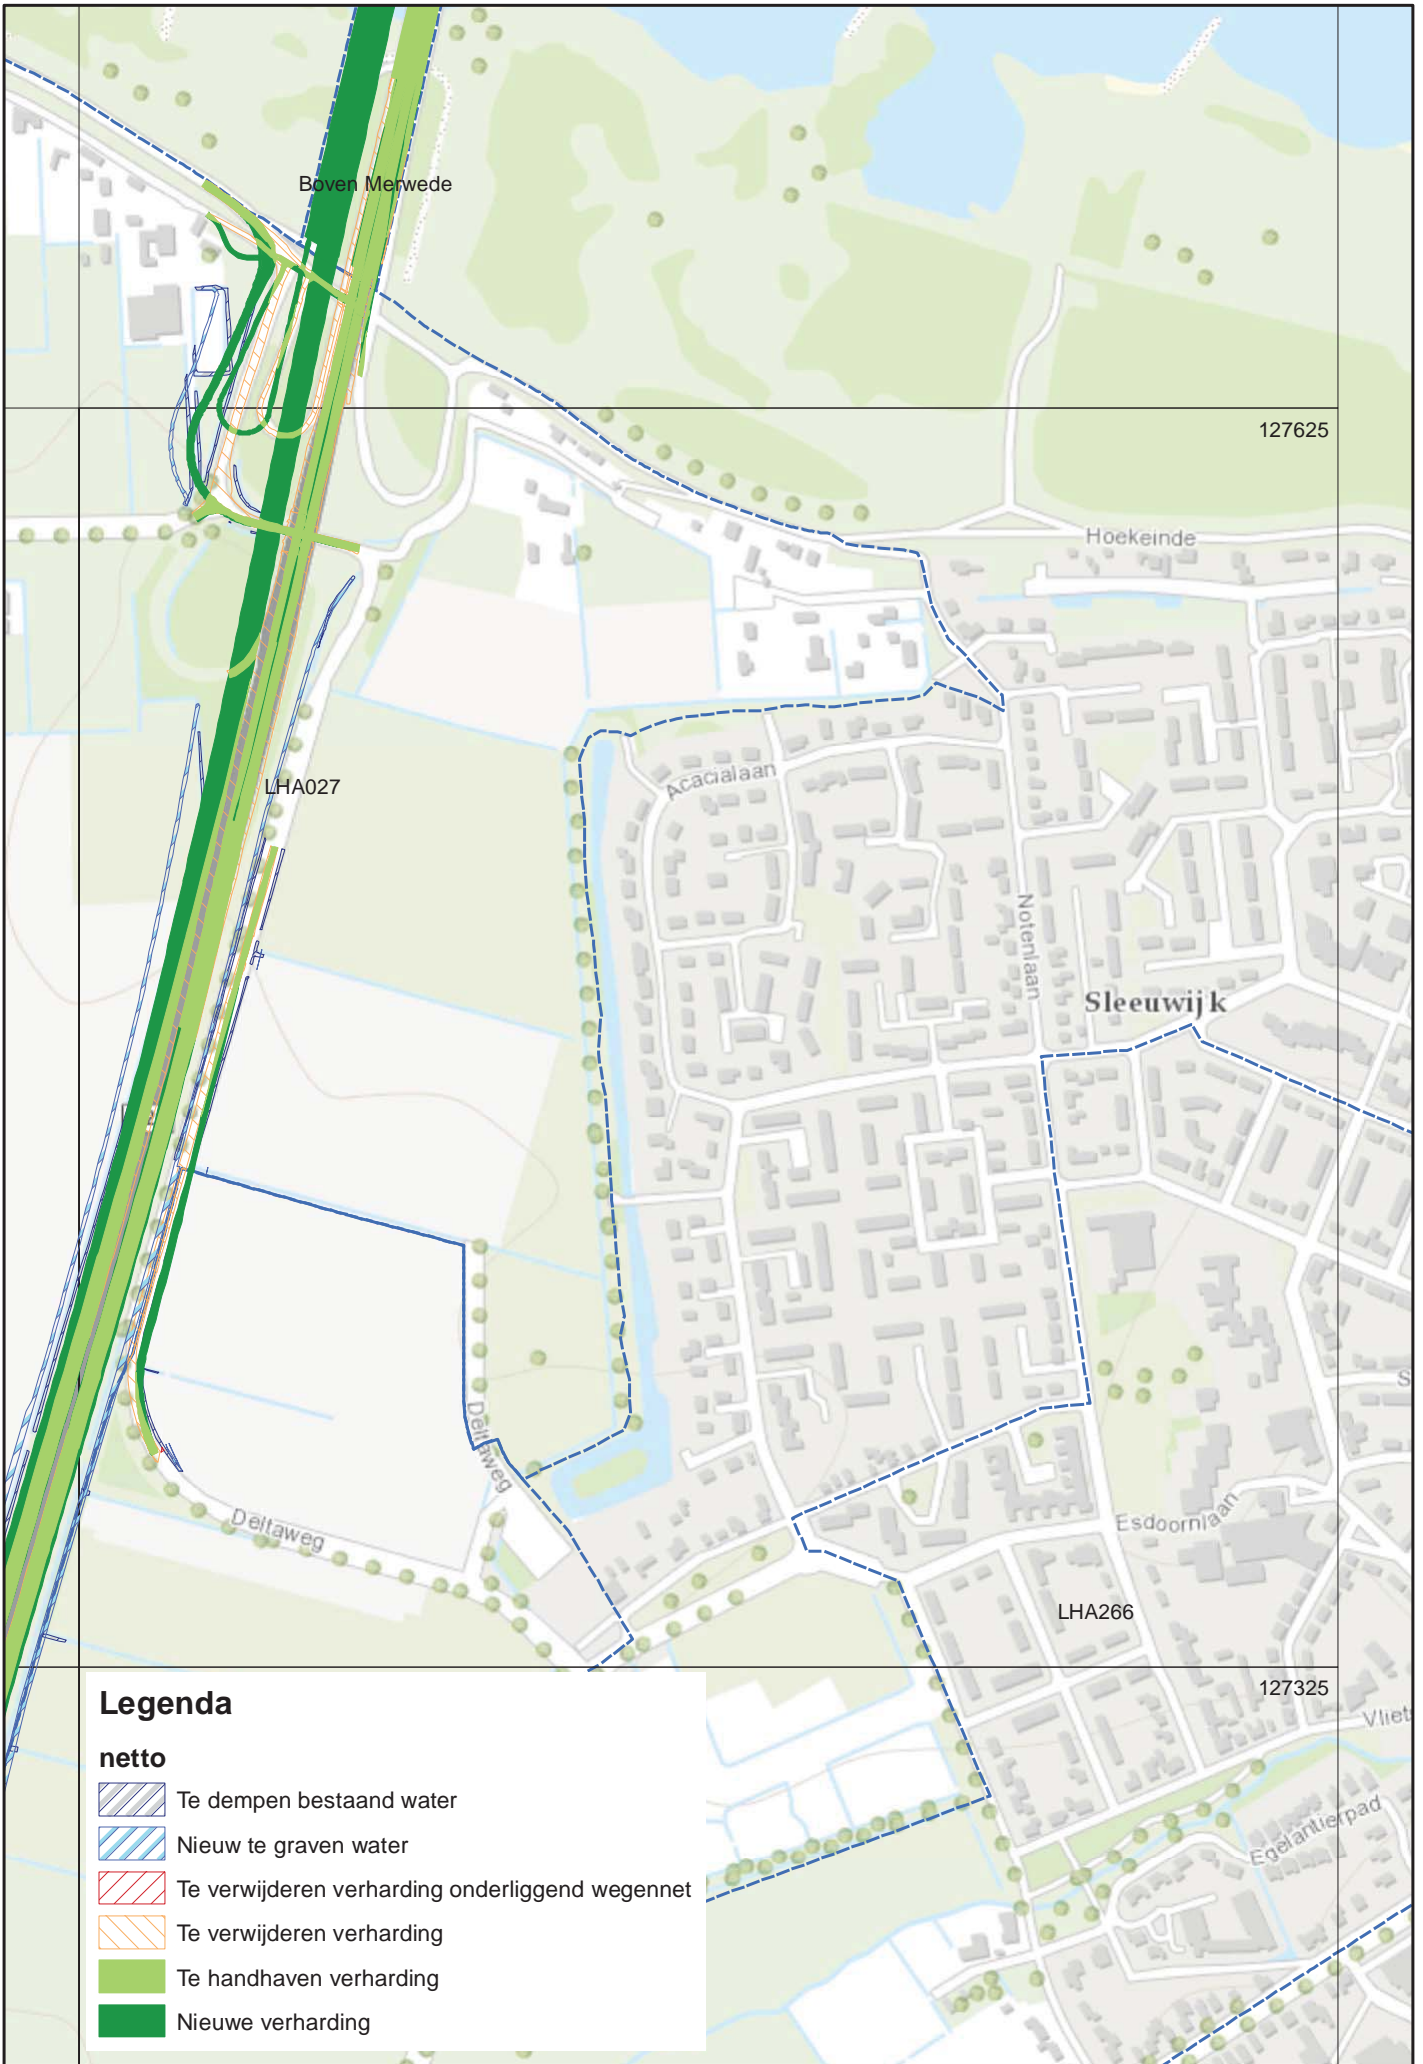 Boven Merwede
127625
Hoekeinde
Acacialaan
LHA027
Notenlaan
Sleeuwijk
Deltaweg
Deltaweg
Esdoornlaan
LHA266
127325
Vliet
Egelantierpad
S
Legenda
netto
Te dempen bestaand water
Nieuw te graven water
Te verwijderen verharding onderliggend wegennet
Te verwijderen verharding
Te handhaven verharding
Nieuwe verharding